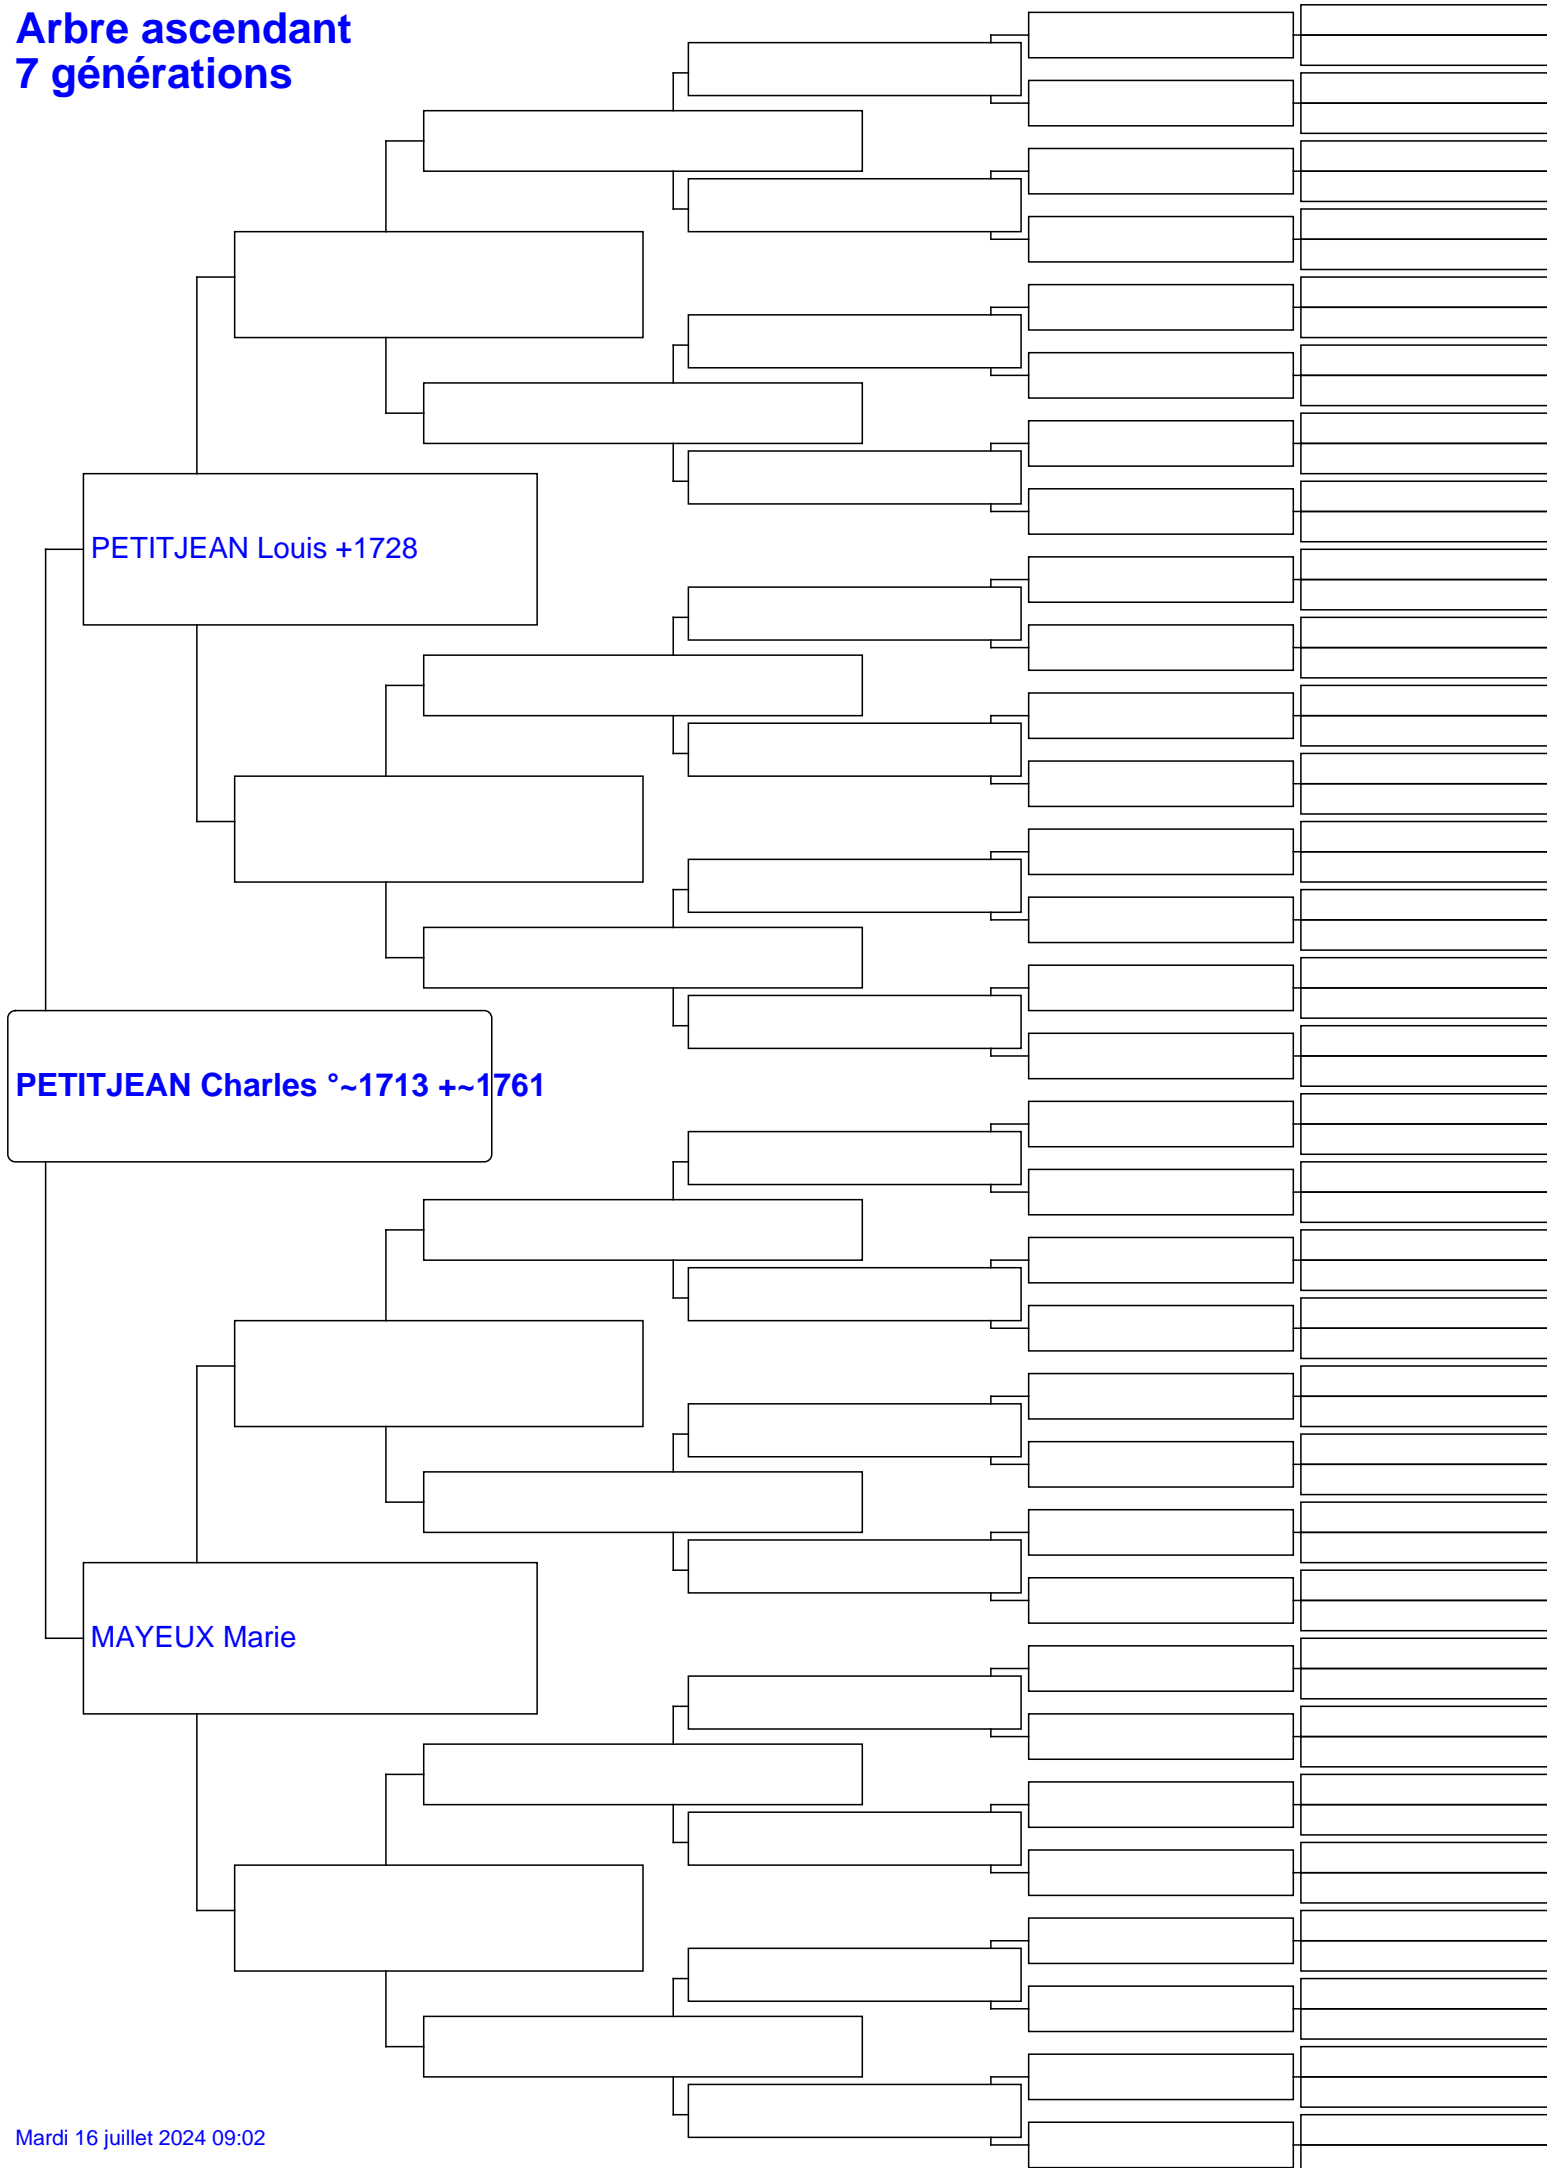 Arbre ascendant
7 générations
PETITJEAN Louis +1728
PETITJEAN Charles °~1713 +~1761
MAYEUX Marie
Mardi 16 juillet 2024 09:02